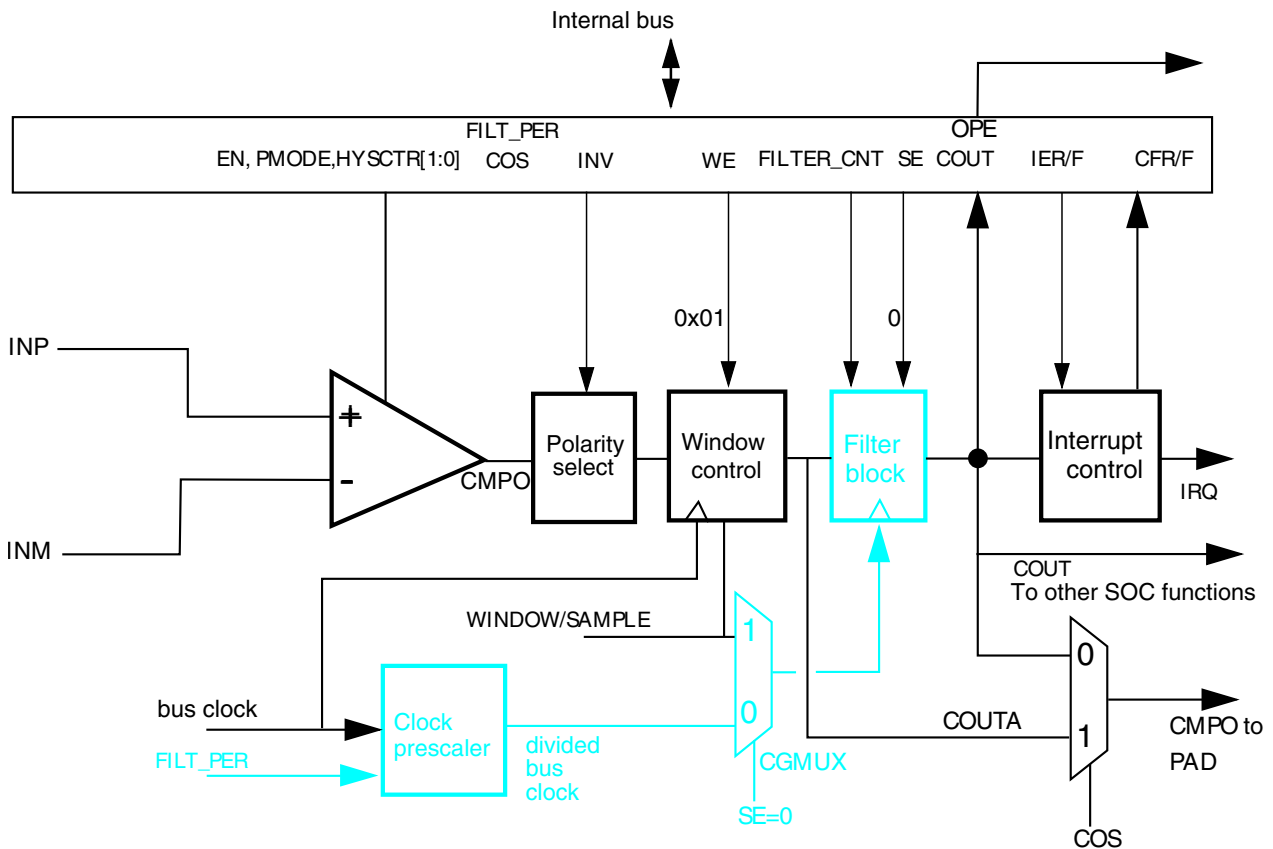 Internal bus
FILT_PER
OPE
EN, PMODE,HYSCTR[1:0]
COS
INV
WE
FILTER_CNT
SE
COUT
IER/F
CFR/F
0x01
0
INP
+
-
INM
CMPO
Polarity
select
Window
control
Filter
block
Interrupt
control
IRQ
COUT
To other SOC functions
WINDOW/SAMPLE
1
0
bus clock
FILT_PER
Clock
prescaler
divided
bus
clock
CGMUX
SE=0
COUTA
0
1
CMPO to
PAD
COS